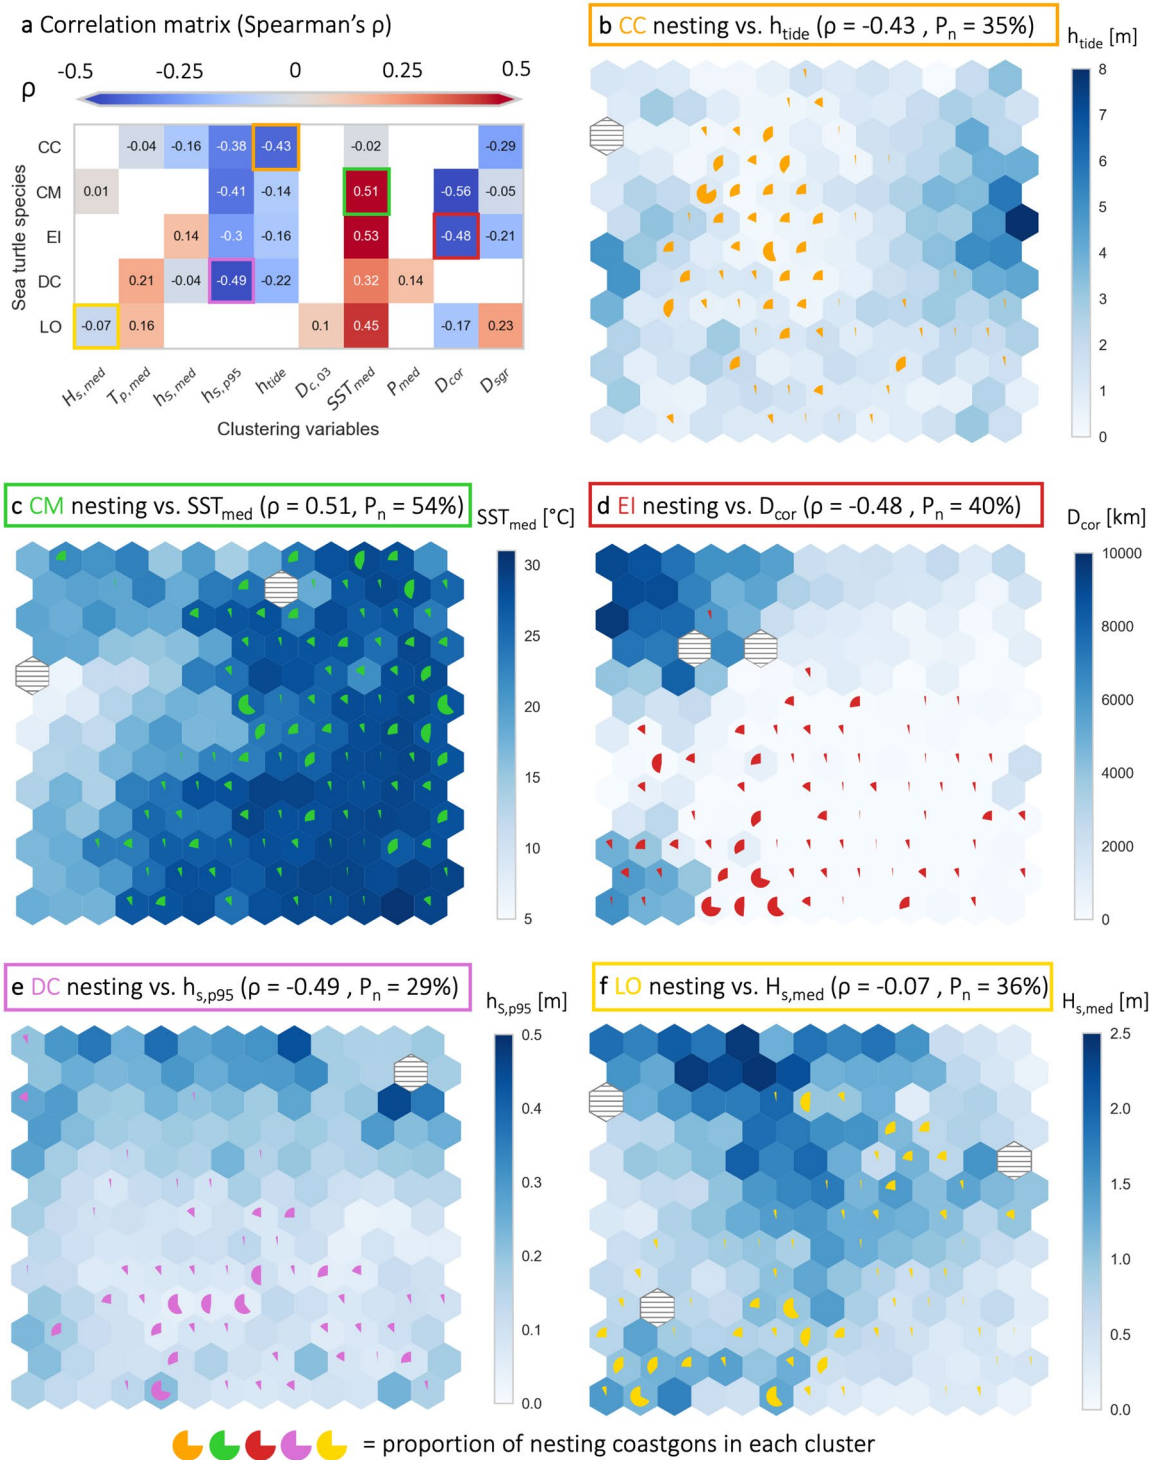 a Correlation matrix (Spearman's ρ)
-0.5 -0.25 0 0.25 0.5
ρ
Sea turtle species
CC -0.04 -0.16 -0.38 -0.43 -0.02 -0.29
CM 0.01 -0.41 -0.14 0.51 -0.56 -0.05
EI 0.14 -0.3 -0.16 0.53 -0.48 -0.21
DC 0.21 -0.04 -0.49 -0.22 0.32 0.14
LO -0.07 0.16 0.1 0.45 -0.17 0.23
Hs,med Tp,med hs,med hs,p95 htide Dc,03 SSTmed Pmed Dcor Dsgr
Clustering variables
b CC nesting vs. htide (ρ = -0.43 , Pn = 35%)
htide [m]
8
7
6
5
4
3
2
1
0
c CM nesting vs. SSTmed (ρ = 0.51, Pn = 54%)
SSTmed [°C]
30
25
20
15
10
5
d EI nesting vs. Dcor (ρ = -0.48 , Pn = 40%)
Dcor [km]
10000
8000
6000
4000
2000
0
e DC nesting vs. hs,p95 (ρ = -0.49 , Pn = 29%)
hs,p95 [m]
0.5
0.4
0.3
0.2
0.1
0.0
f LO nesting vs. Hs,med (ρ = -0.07 , Pn = 36%)
Hs,med [m]
2.5
2.0
1.5
1.0
0.5
0.0
= proportion of nesting coastgons in each cluster